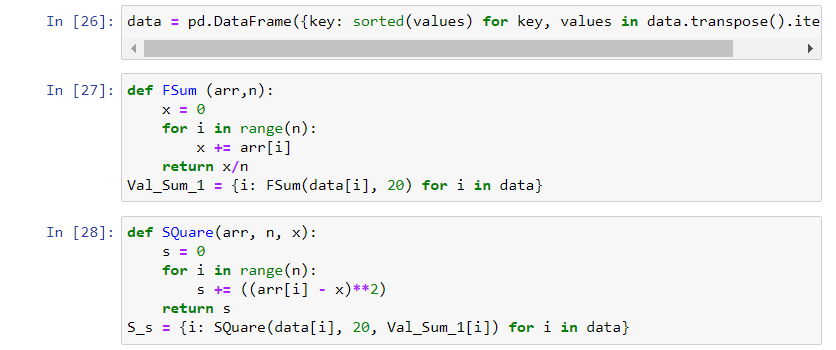 In [26]: data = pd.DataFrame({key: sorted(values) for key, values in data.transpose().ite
In [27]: def FSum (arr,n):
    x = 0
    for i in range(n):
        x += arr[i]
    return x/n
Val_Sum_1 = {i: FSum(data[i], 20) for i in data}
In [28]: def SQuare(arr, n, x):
    s = 0
    for i in range(n):
        s += ((arr[i] - x)**2)
    return s
S_s = {i: SQuare(data[i], 20, Val_Sum_1[i]) for i in data}